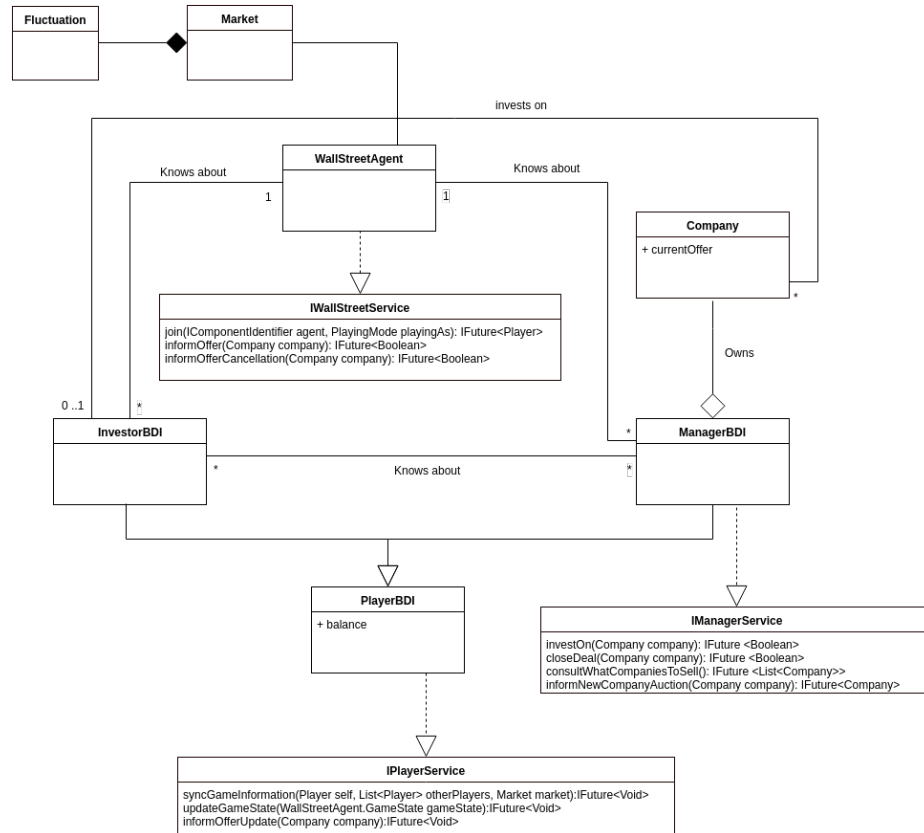 Fluctuation
Market
invests on
WallStreetAgent
Knows about
Knows about
1
1
Company
+ currentOffer
*
IWallStreetService
join(IComponentIdentifier agent, PlayingMode playingAs): IFuture<Player>
informOffer(Company company): IFuture<Boolean>
informOfferCancellation(Company company): IFuture<Boolean>
Owns
0 ..1
*
*
InvestorBDI
ManagerBDI
*
Knows about
*
PlayerBDI
+ balance
IManagerService
investOn(Company company): IFuture <Boolean>
closeDeal(Company company): IFuture <Boolean>
consultWhatCompaniesToSell(): IFuture <List<Company>>
informNewCompanyAuction(Company company): IFuture<Company>
IPlayerService
syncGameInformation(Player self, List<Player> otherPlayers, Market market):IFuture<Void>
updateGameState(WallStreetAgent.GameState gameState):IFuture<Void>
informOfferUpdate(Company company):IFuture<Void>